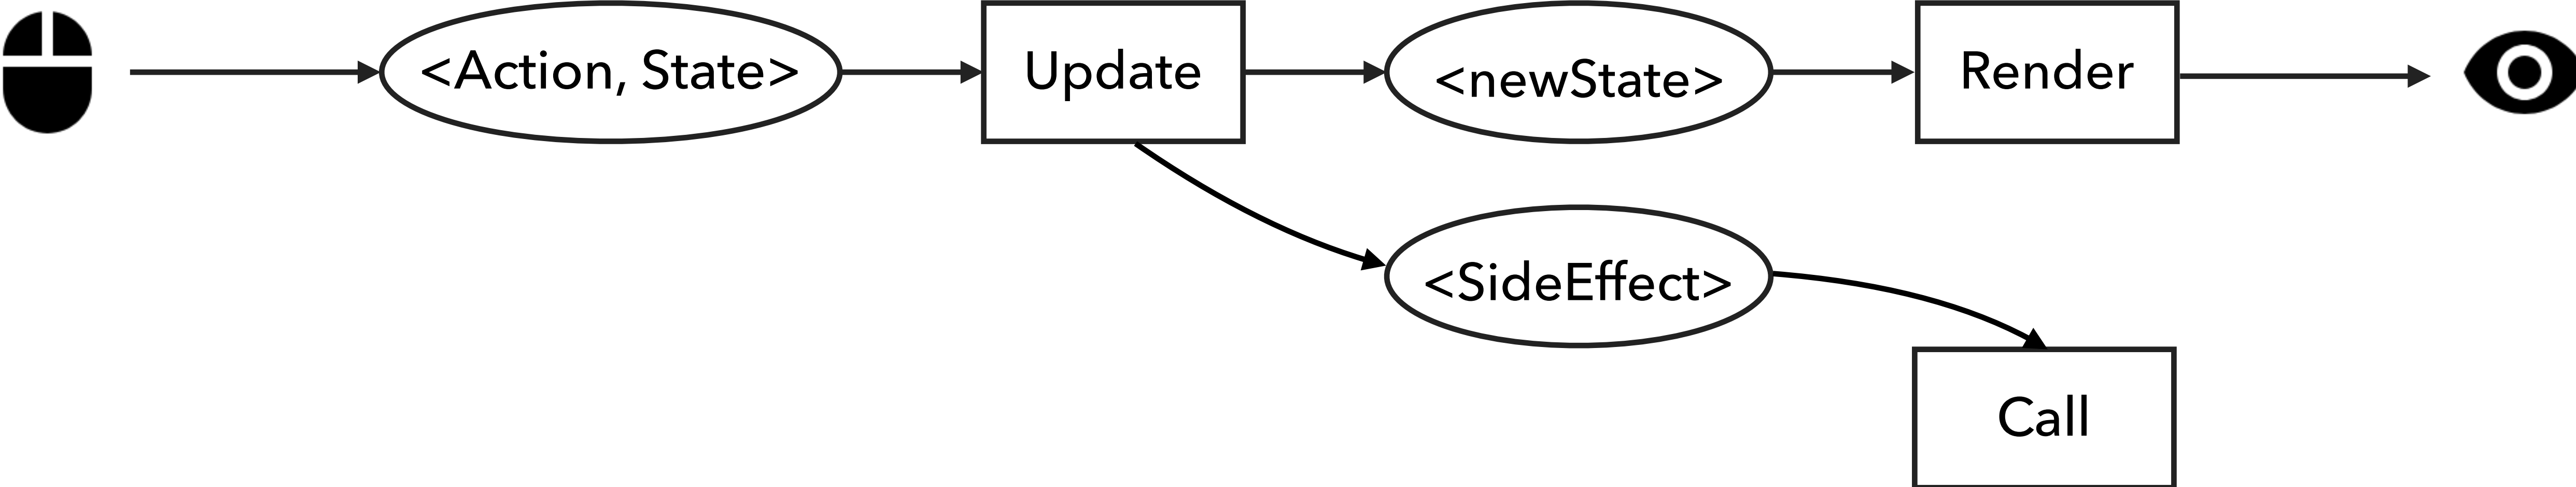 <Action, State>
Update
<newState>
Render
<SideEffect>
Call